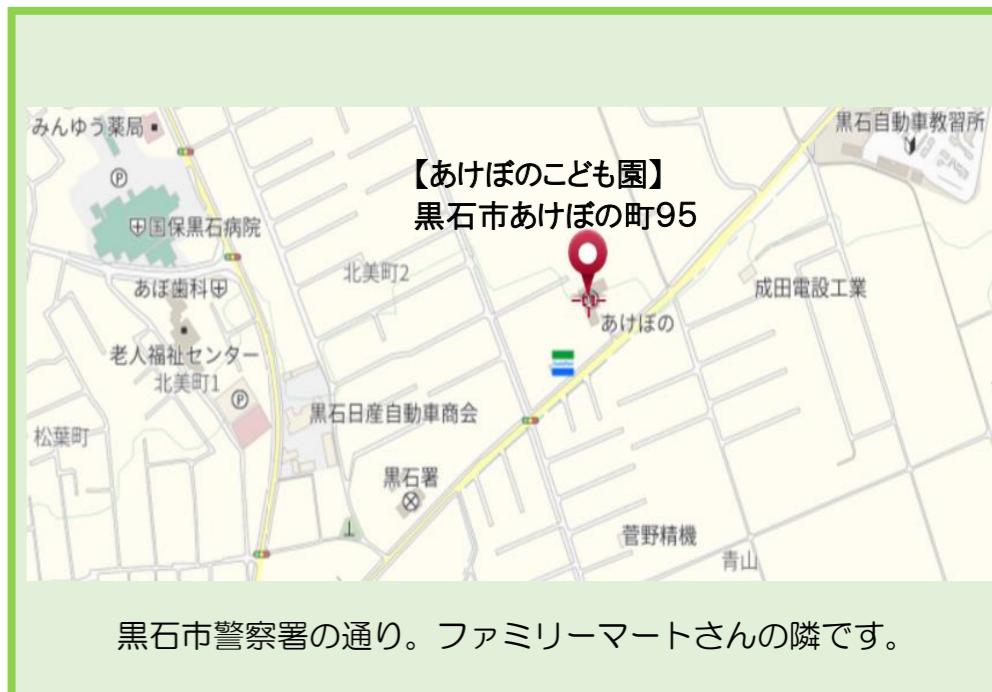 みんゆう薬局
黒石自動車教習所
【あけぼのこども園】
黒石市あけぼの町95
P
国保黒石病院
北美町2
あぼ歯科
成田電設工業
あけぼの
老人福祉センター
北美町1
P
黒石日産自動車商会
松葉町
黒石署
菅野精機
青山
黒石市警察署の通り。ファミリーマートさんの隣です。